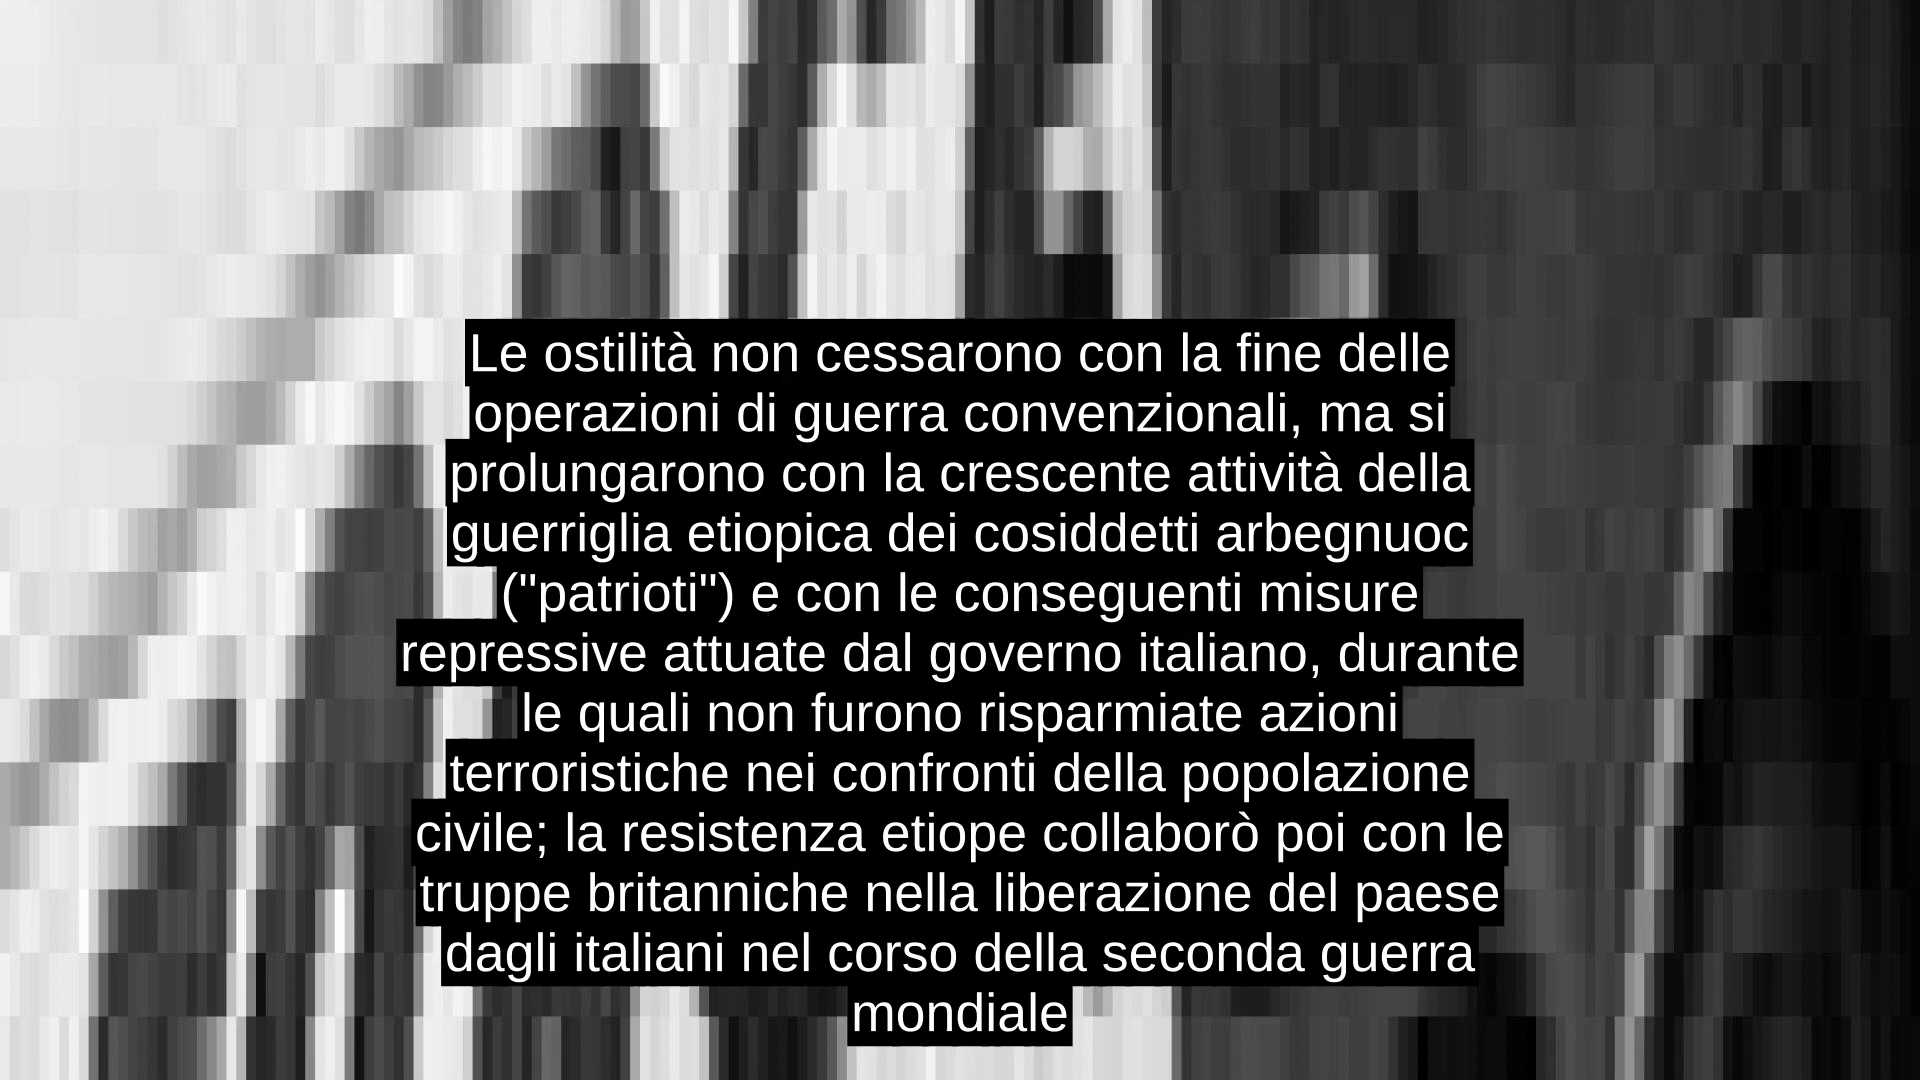 Le ostilità non cessarono con la fine delle
operazioni di guerra convenzionali, ma si
prolungarono con la crescente attività della
guerriglia etiopica dei cosiddetti arbegnuoc
("patrioti") e con le conseguenti misure
repressive attuate dal governo italiano, durante
le quali non furono risparmiate azioni
terroristiche nei confronti della popolazione
civile; la resistenza etiope collaborò poi con le
truppe britanniche nella liberazione del paese
dagli italiani nel corso della seconda guerra
mondiale